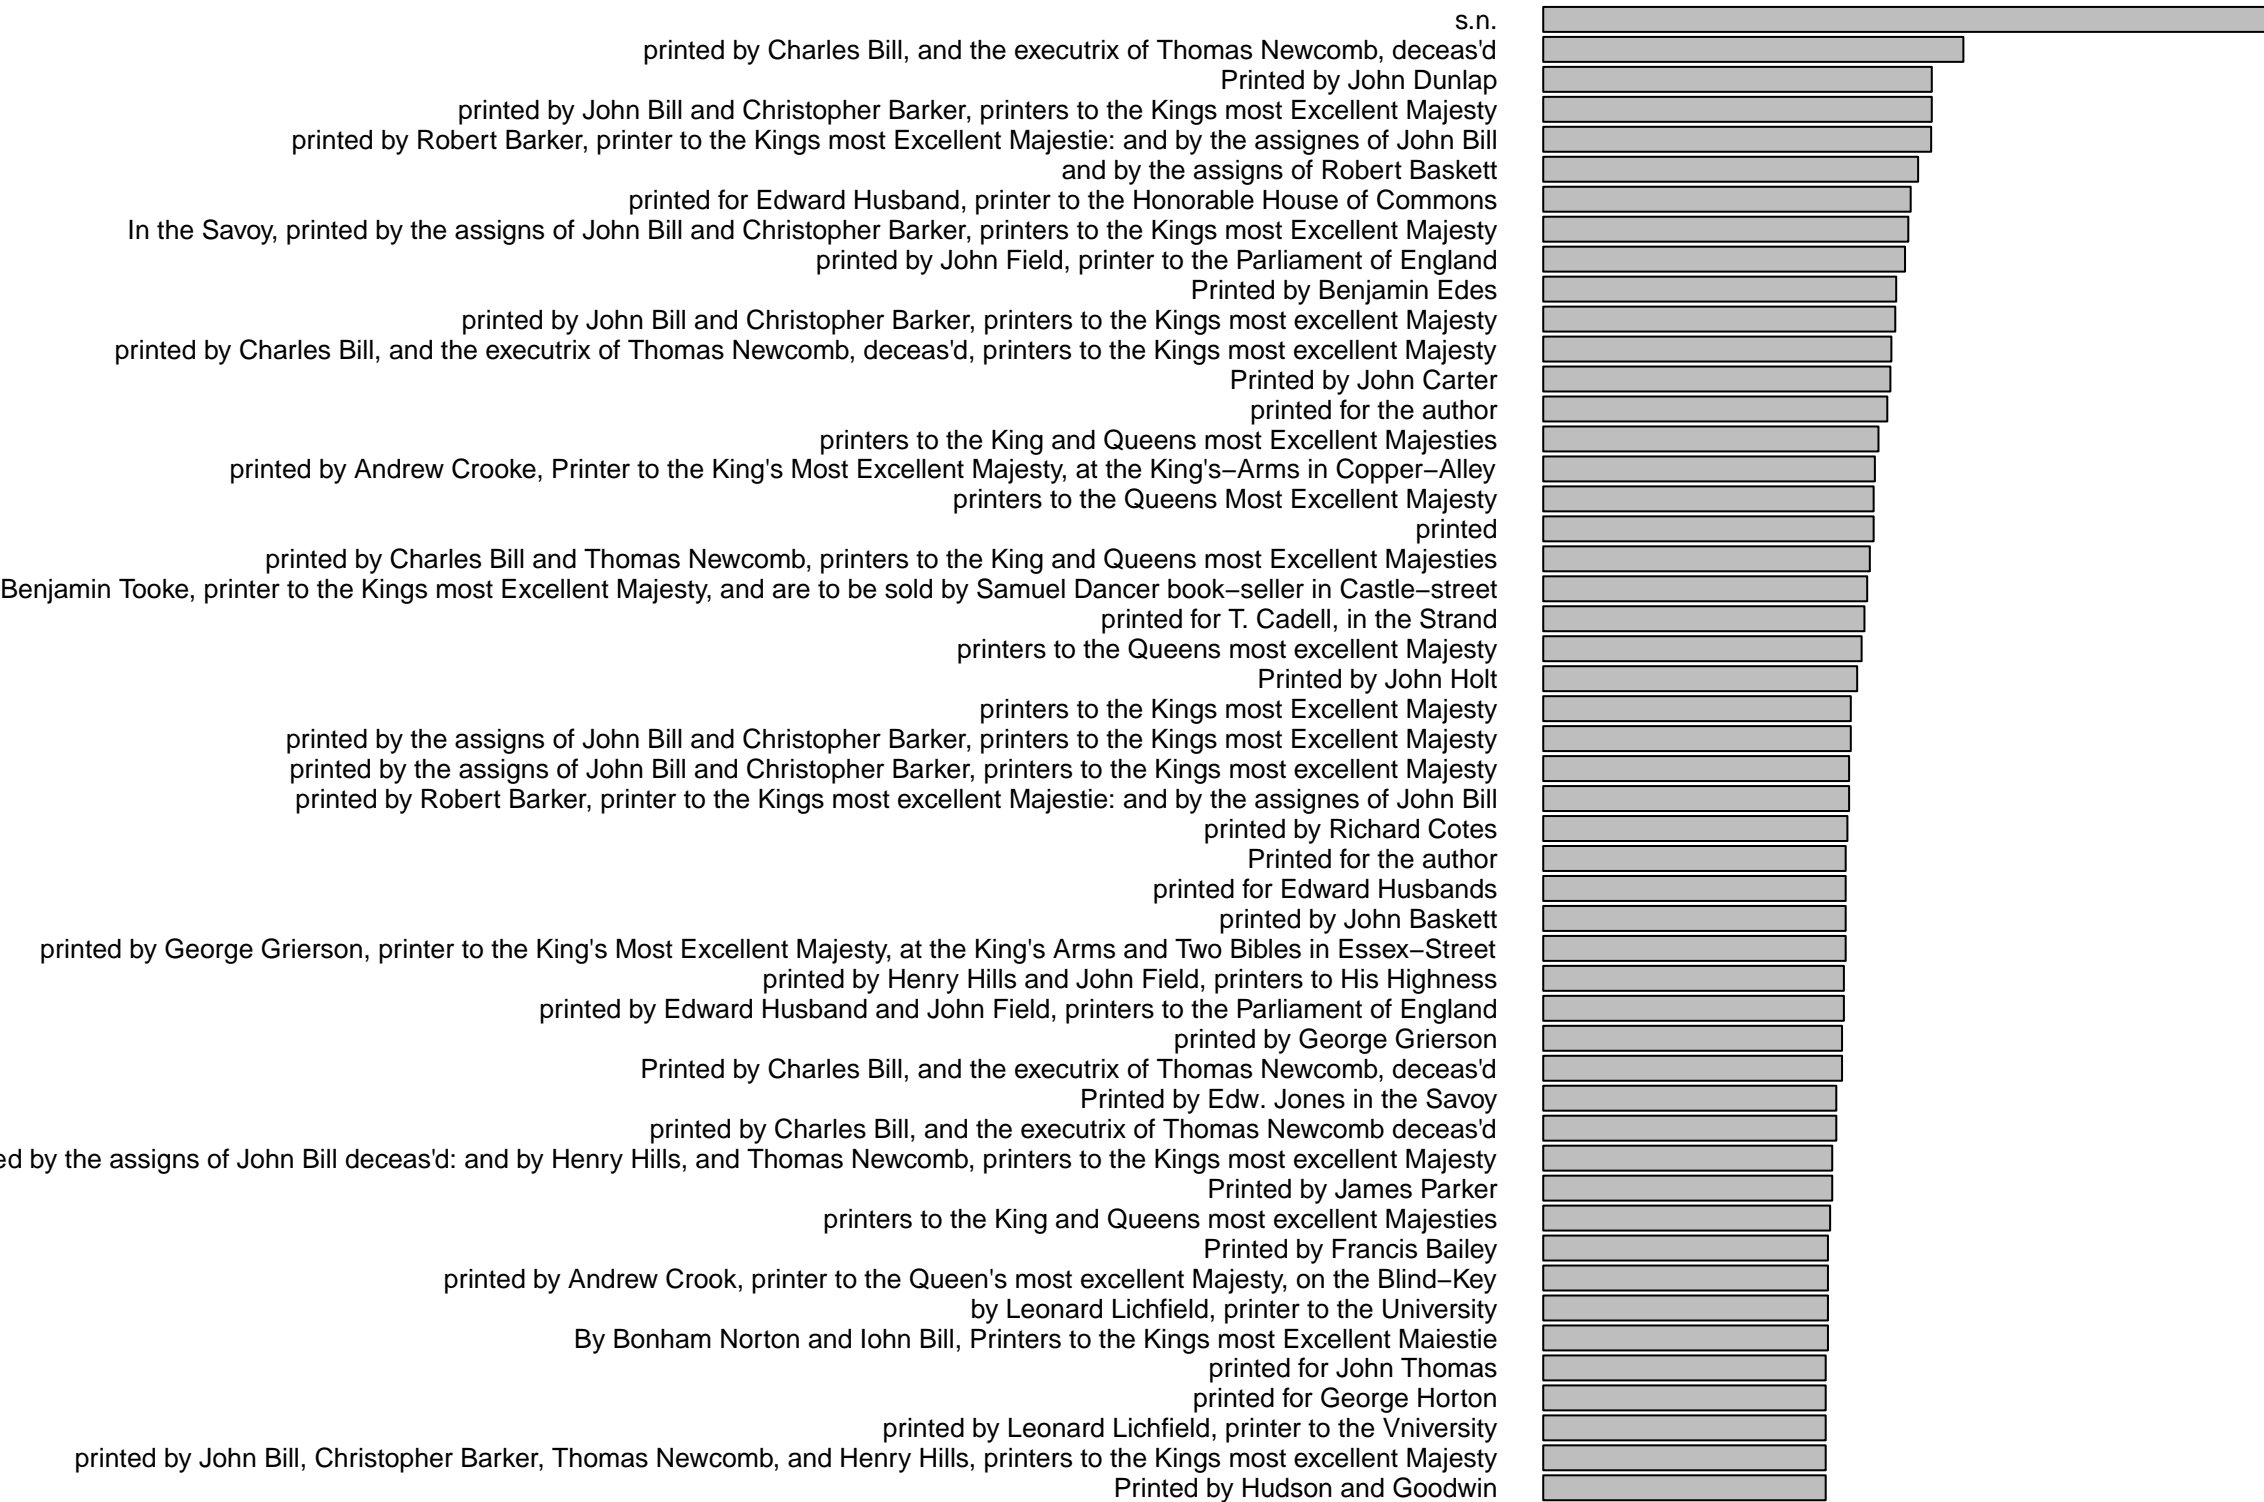 s.n.
printed by Charles Bill, and the executrix of Thomas Newcomb, deceas'd
Printed by John Dunlap
printed by John Bill and Christopher Barker, printers to the Kings most Excellent Majesty
printed by Robert Barker, printer to the Kings most Excellent Majestie: and by the assignes of John Bill
and by the assigns of Robert Baskett
printed for Edward Husband, printer to the Honorable House of Commons
In the Savoy, printed by the assigns of John Bill and Christopher Barker, printers to the Kings most Excellent Majesty
printed by John Field, printer to the Parliament of England
Printed by Benjamin Edes
printed by John Bill and Christopher Barker, printers to the Kings most excellent Majesty
printed by Charles Bill, and the executrix of Thomas Newcomb, deceas'd, printers to the Kings most excellent Majesty
Printed by John Carter
printed for the author
printers to the King and Queens most Excellent Majesties
printed by Andrew Crooke, Printer to the King's Most Excellent Majesty, at the King's−Arms in Copper−Alley
printers to the Queens Most Excellent Majesty
printed
printed by Charles Bill and Thomas Newcomb, printers to the King and Queens most Excellent Majesties
Benjamin Tooke, printer to the Kings most Excellent Majesty, and are to be sold by Samuel Dancer book−seller in Castle−street
printed for T. Cadell, in the Strand
printers to the Queens most excellent Majesty
Printed by John Holt
printers to the Kings most Excellent Majesty
printed by the assigns of John Bill and Christopher Barker, printers to the Kings most Excellent Majesty
printed by the assigns of John Bill and Christopher Barker, printers to the Kings most excellent Majesty
printed by Robert Barker, printer to the Kings most excellent Majestie: and by the assignes of John Bill
printed by Richard Cotes
Printed for the author
printed for Edward Husbands
printed by John Baskett
printed by George Grierson, printer to the King's Most Excellent Majesty, at the King's Arms and Two Bibles in Essex−Street
printed by Henry Hills and John Field, printers to His Highness
printed by Edward Husband and John Field, printers to the Parliament of England
printed by George Grierson
Printed by Charles Bill, and the executrix of Thomas Newcomb, deceas'd
Printed by Edw. Jones in the Savoy
printed by Charles Bill, and the executrix of Thomas Newcomb deceas'd
ed by the assigns of John Bill deceas'd: and by Henry Hills, and Thomas Newcomb, printers to the Kings most excellent Majesty
Printed by James Parker
printers to the King and Queens most excellent Majesties
Printed by Francis Bailey
printed by Andrew Crook, printer to the Queen's most excellent Majesty, on the Blind−Key
by Leonard Lichfield, printer to the University
By Bonham Norton and Iohn Bill, Printers to the Kings most Excellent Maiestie
printed for John Thomas
printed for George Horton
printed by Leonard Lichfield, printer to the Vniversity
printed by John Bill, Christopher Barker, Thomas Newcomb, and Henry Hills, printers to the Kings most excellent Majesty
Printed by Hudson and Goodwin